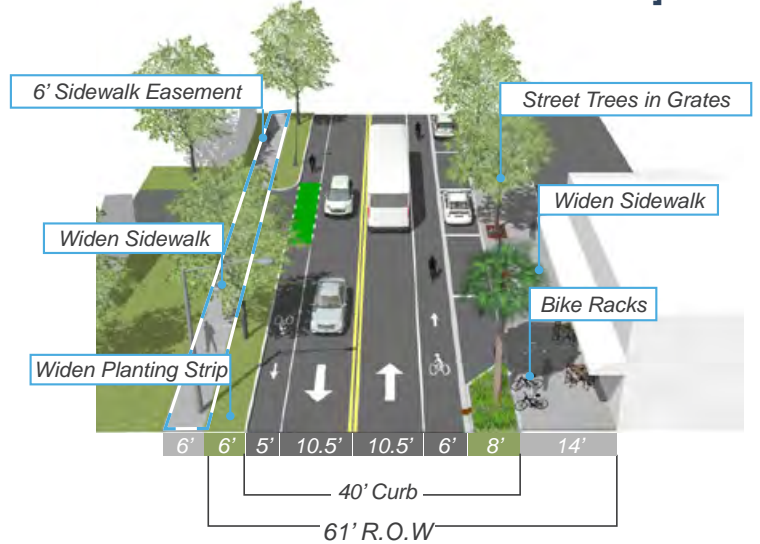 6' Sidewalk Easement
Street Trees in Grates
Widen Sidewalk
Widen Sidewalk
Bike Racks
Widen Planting Strip
6' 6' 5' 10.5' 10.5' 6' 8' 14'
40' Curb
61' R.O.W